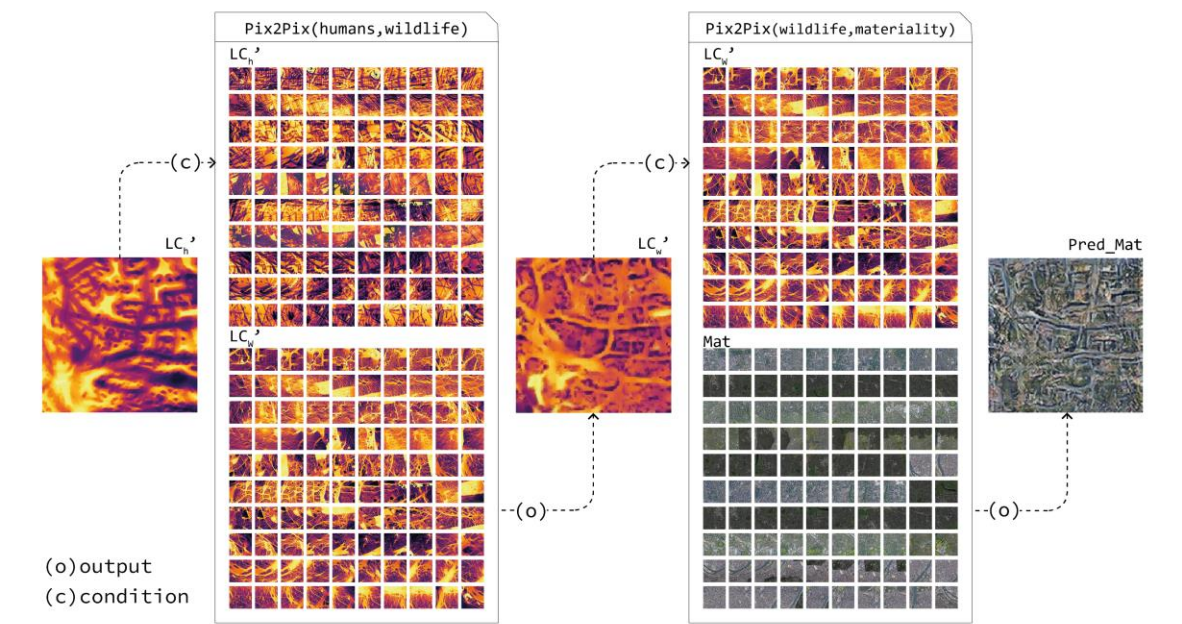 Pix2Pix(humans,wildlife)
LCh’
LCw’
(c)
LCh’
(o)
LCw’
(c)
Pix2Pix(wildlife,materiality)
LCw’
Mat
(o)
Pred_Mat
(o)output
(c)condition